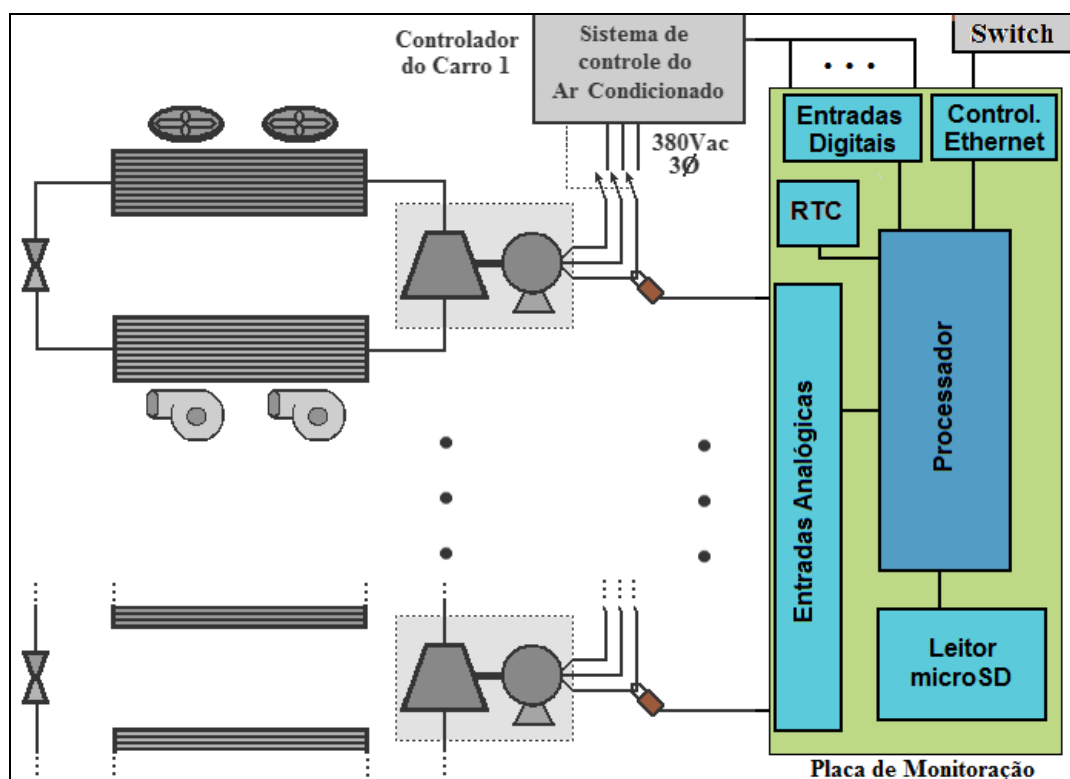 Controlador
do Carro 1
Sistema de
controle do
Ar Condicionado
Switch
380Vac
3Ø
Entradas
Digitais
Control.
Ethernet
RTC
Processador
Entradas Analógicas
Leitor
microSD
Placa de Monitoração